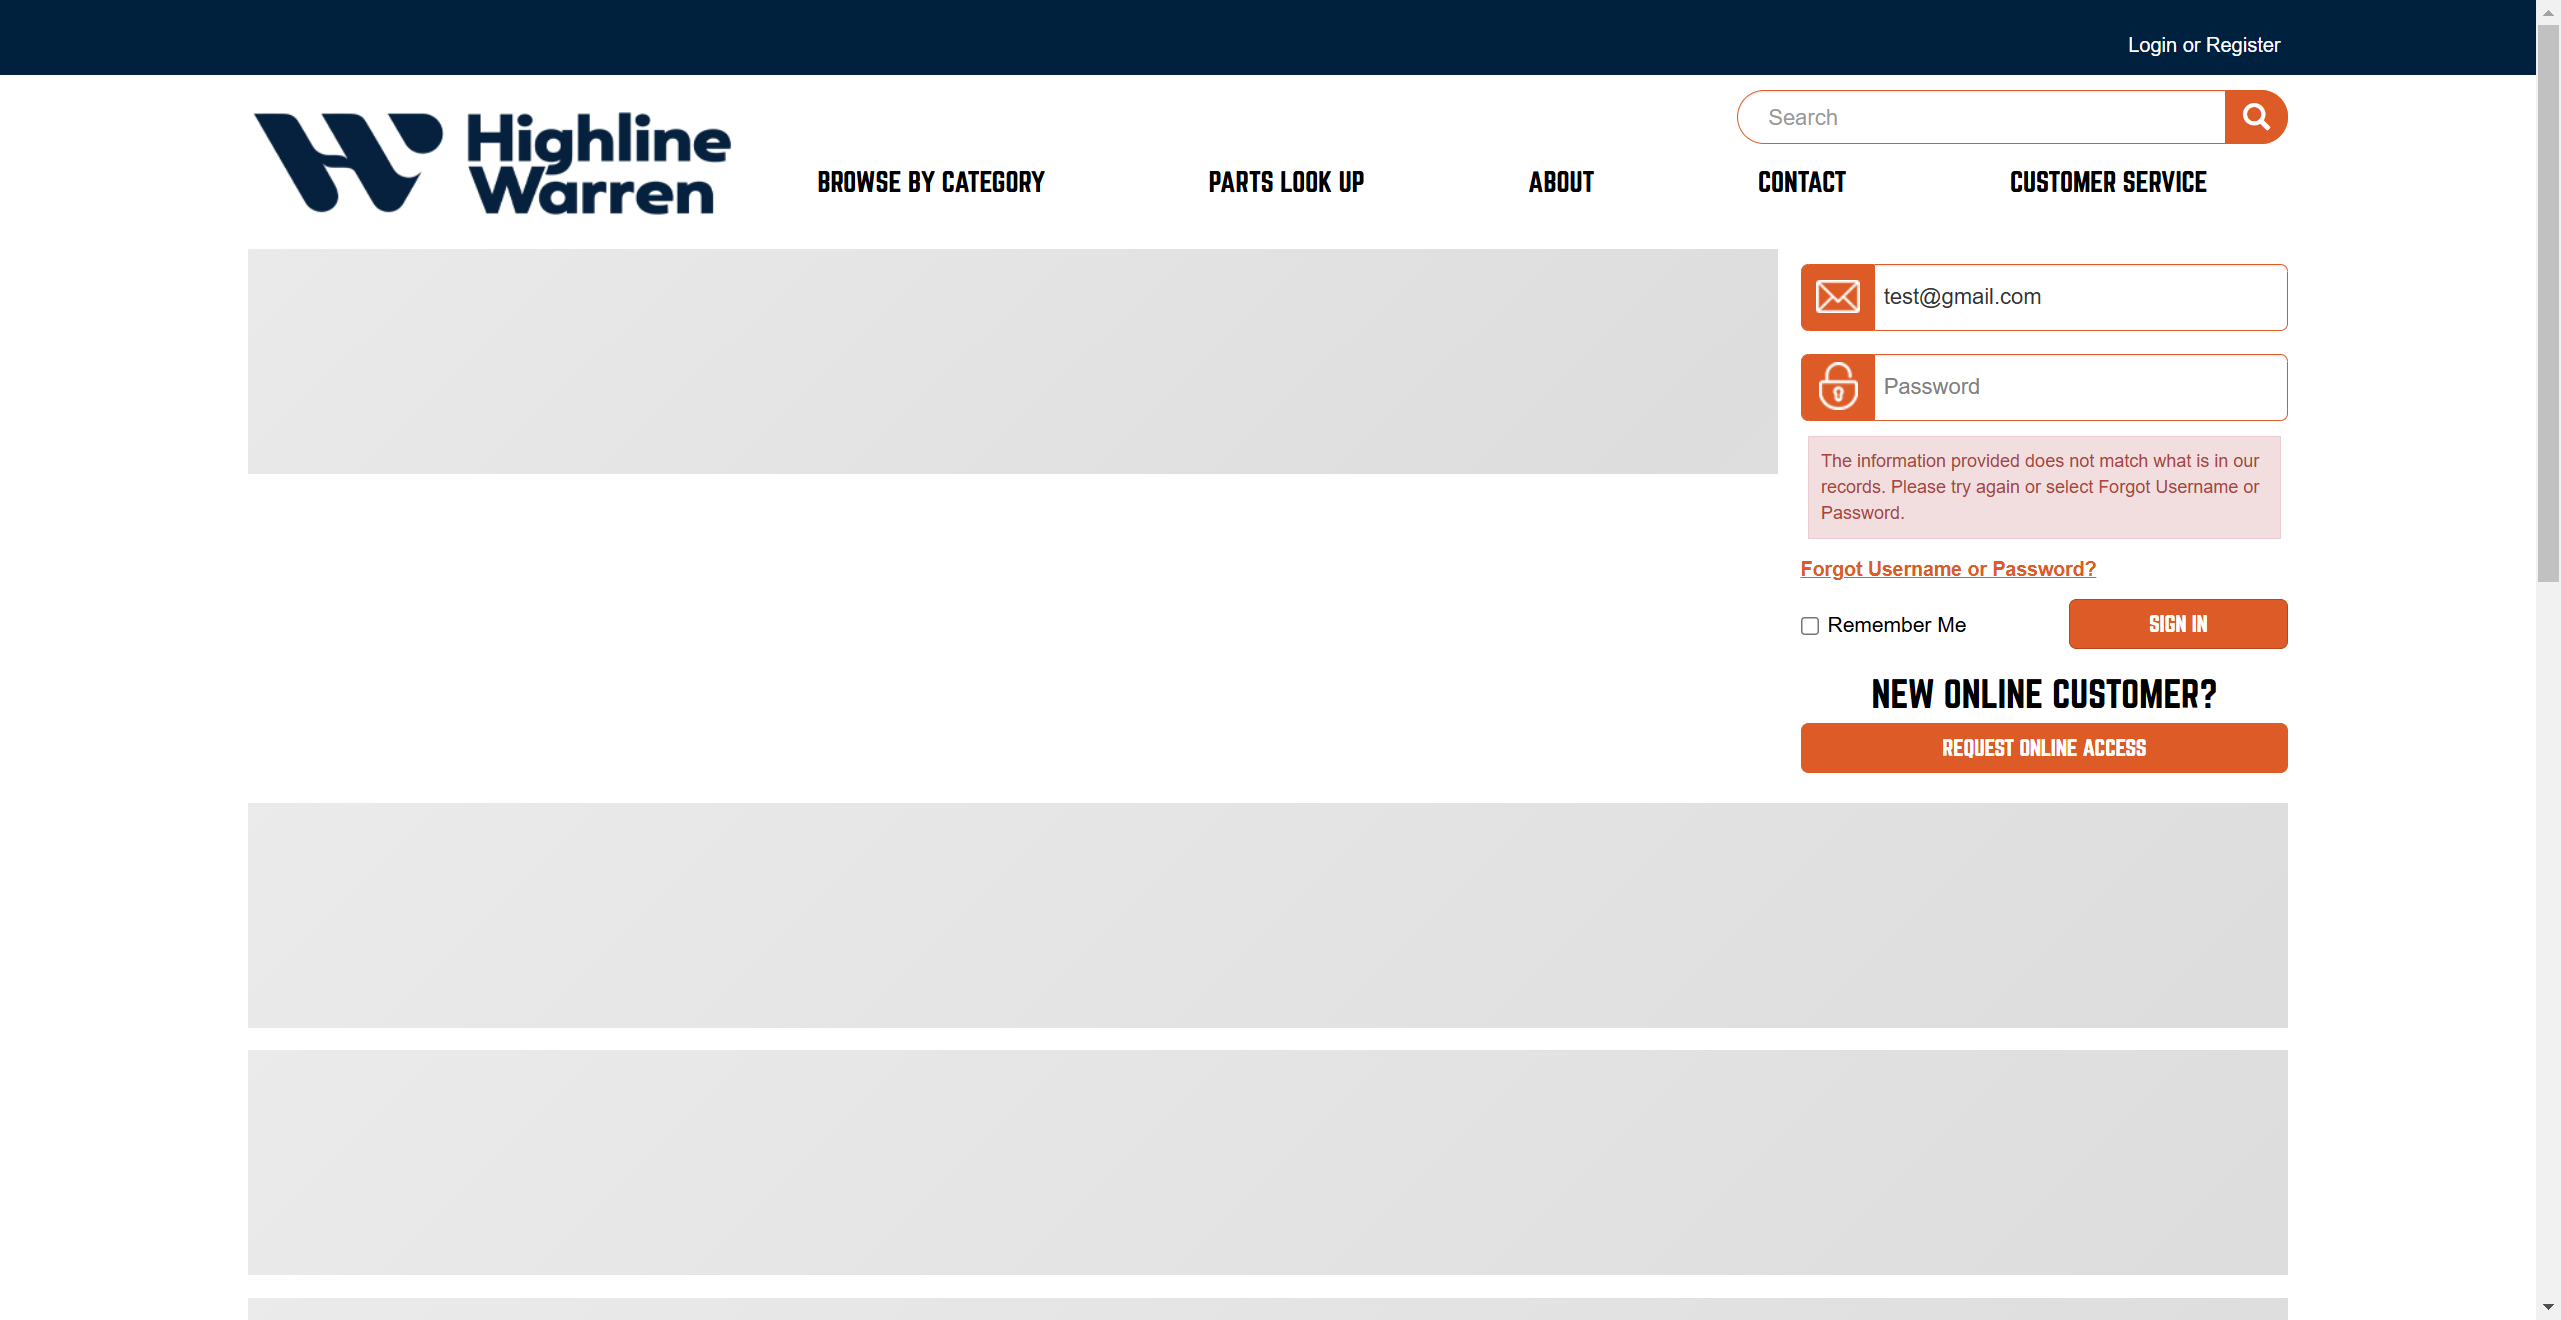 Login or Register
Search
Highline
Warren
BROWSE BY CATEGORY
PARTS LOOK UP
ABOUT
CONTACT
CUSTOMER SERVICE
test@gmail.com
Password
The information provided does not match what is in our
records. Please try again or select Forgot Username or
Password.
Forgot Username or Password?
Remember Me
SIGN IN
NEW ONLINE CUSTOMER?
REQUEST ONLINE ACCESS